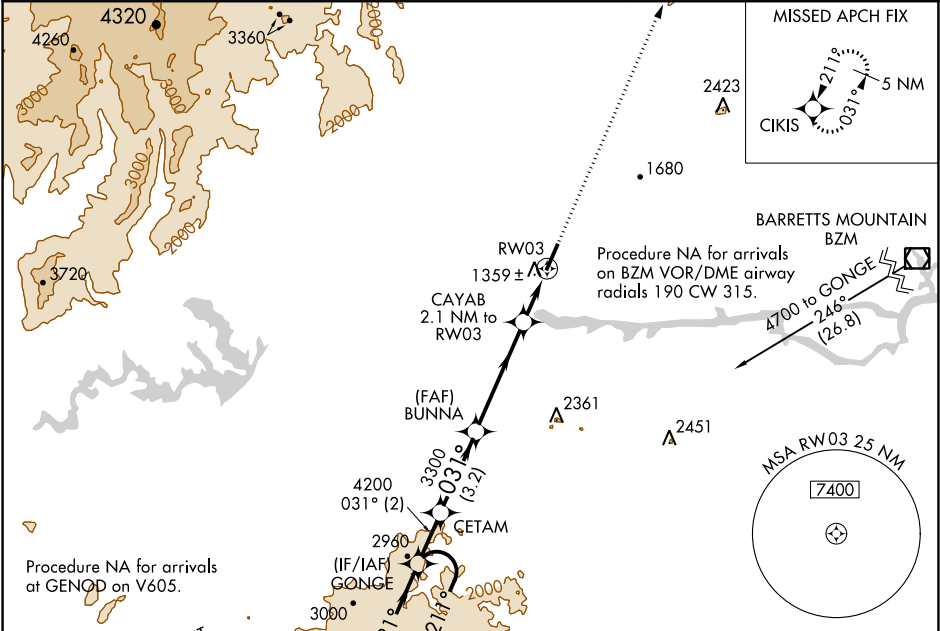 4320
4260
3360
3000
3000
2000
3000
2000
3720
MISSED APCH FIX
211°
031°
5 NM
CIKIS
2423
1680
BARRETTS MOUNTAIN
BZM
RW03
1359 ±
Procedure NA for arrivals
on BZM VOR/DME airway
radials 190 CW 315.
4700 to GONGE
246°
(26.8)
CAYAB
2.1 NM to
RW03
(FAF)
BUNNA
2361
2451
3300
031°
(3.2)
4200
031° (2)
CETAM
MSA RW03 25 NM
7400
2960
(IF/IAF)
GONGE
2000
Procedure NA for arrivals
at GENOD on V605.
3000
211°